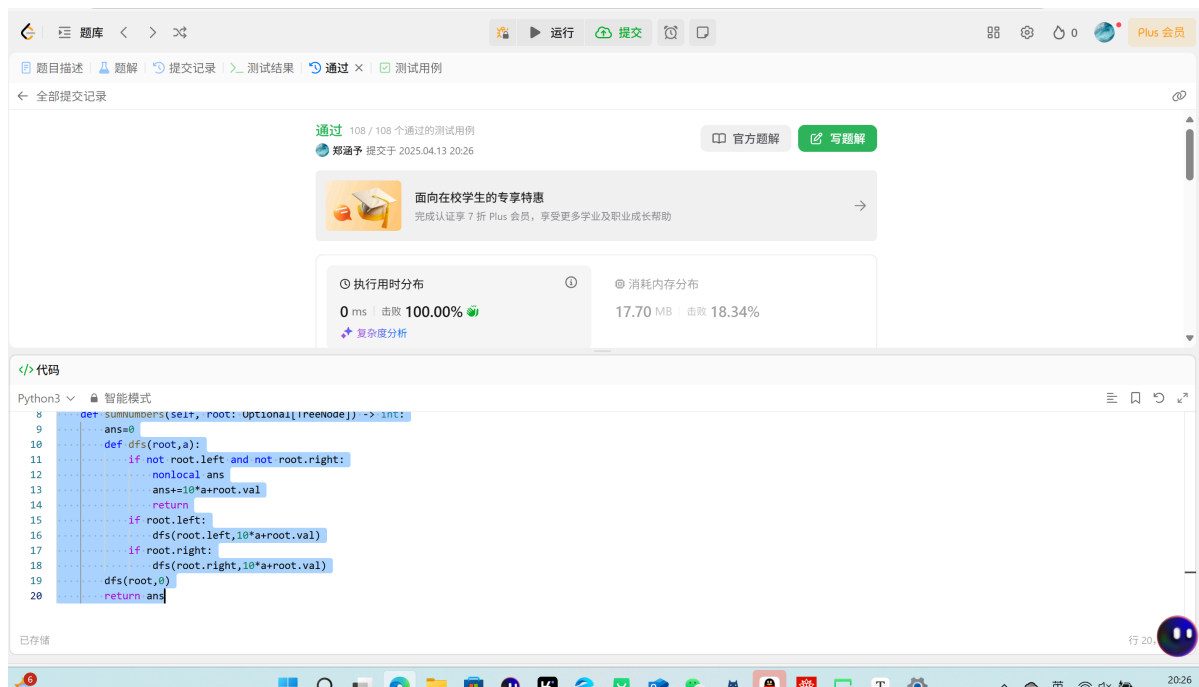 题库 运行 提交 0 Plus 会员
题目描述 题解 提交记录 测试结果 通过 测试用例
全部提交记录
通过 108 / 108 个通过的测试用例
郑涵予 提交于 2025.04.13 20:26
官方题解 写题解
面向在校学生的专享特惠
完成认证享 7 折 Plus 会员，享受更多学业及职业成长帮助
执行用时分布 消耗内存分布
0 ms 击败 100.00% 17.70 MB 击败 18.34%
复杂度分析
</> 代码
Python3 智能模式
8 def sumNumbers(self, root: Optional[TreeNode]) -> int:
9 ans=0
10 def dfs(root,a):
11 if not root.left and not root.right:
12 nonlocal ans
13 ans+=10*a+root.val
14 return
15 if root.left:
16 dfs(root.left,10*a+root.val)
17 if root.right:
18 dfs(root.right,10*a+root.val)
19 dfs(root,0)
20 return ans
已存储 行 20,
6 英 20:26